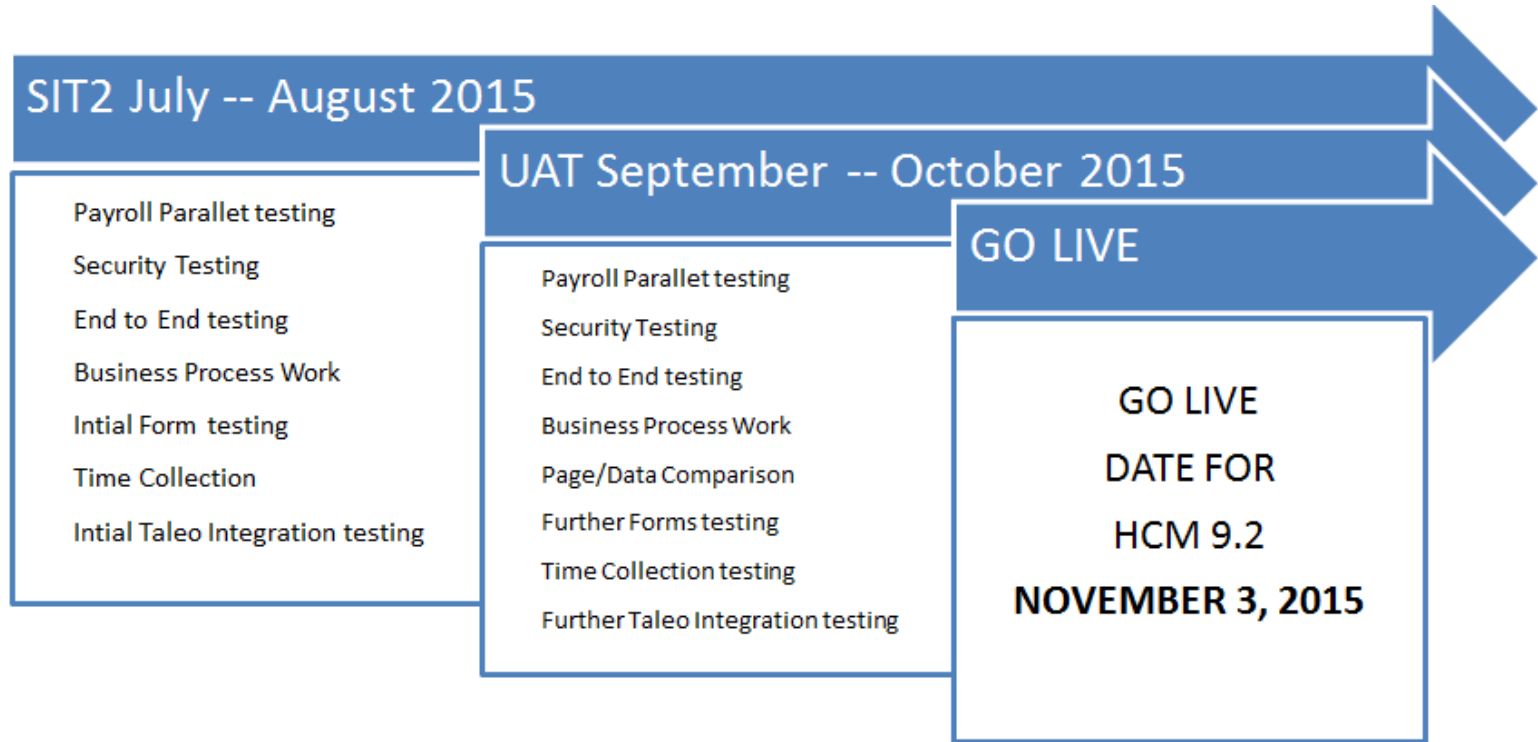 SIT2 July -- August 2015
Payroll Parallet testing
Security Testing
End to End testing
Business Process Work
Intial Form testing
Time Collection
Intial Taleo Integration testing
UAT September -- October 2015
Payroll Parallet testing
Security Testing
End to End testing
Business Process Work
Page/Data Comparison
Further Forms testing
Time Collection testing
Further Taleo Integration testing
GO LIVE
GO LIVE
DATE FOR
HCM 9.2
NOVEMBER 3, 2015